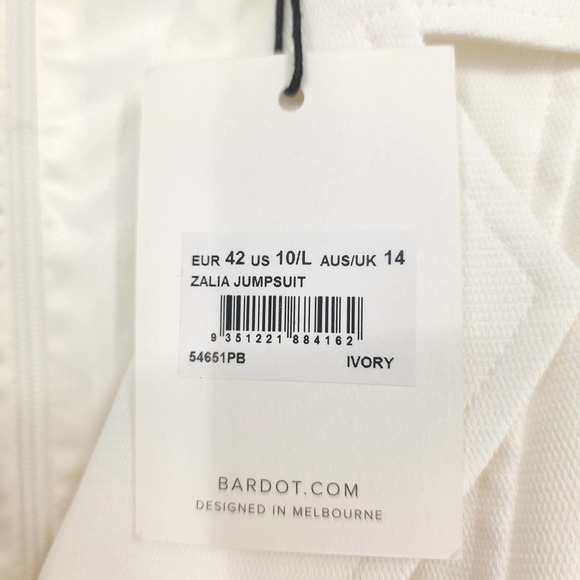 EUR 42 US 10/L AUS/UK 14
ZALIA JUMPSUIT
9 351221 884162
54651PB IVORY
BARDOT.COM
DESIGNED IN MELBOURNE